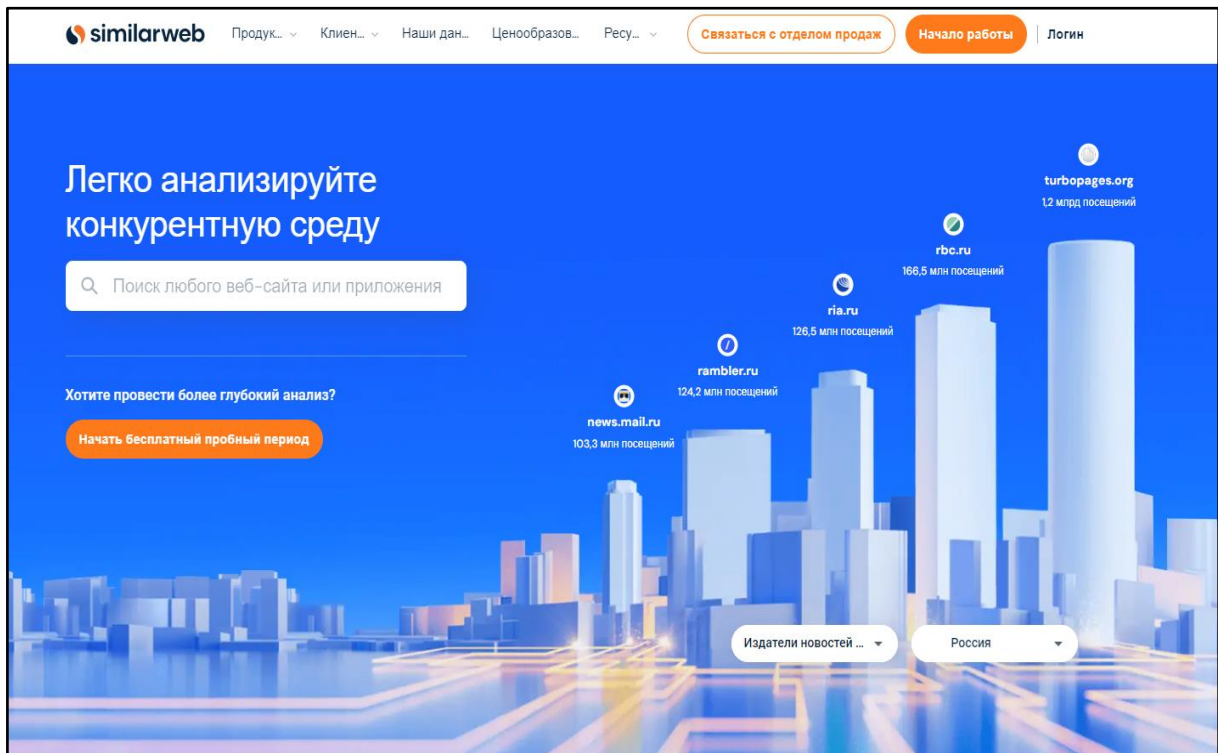 similarweb
Продук...
Клиен...
Наши дан...
Ценообразов...
Ресу...
Связаться с отделом продаж
Начало работы
Логин
Легко анализируйте
конкурентную среду
Поиск любого веб-сайта или приложения
Хотите провести более глубокий анализ?
Начать бесплатный пробный период
turbopages.org
1,2 млрд посещений
rbc.ru
166,5 млн посещений
ria.ru
126,5 млн посещений
rambler.ru
124,2 млн посещений
news.mail.ru
103,3 млн посещений
Издатели новостей ...
Россия